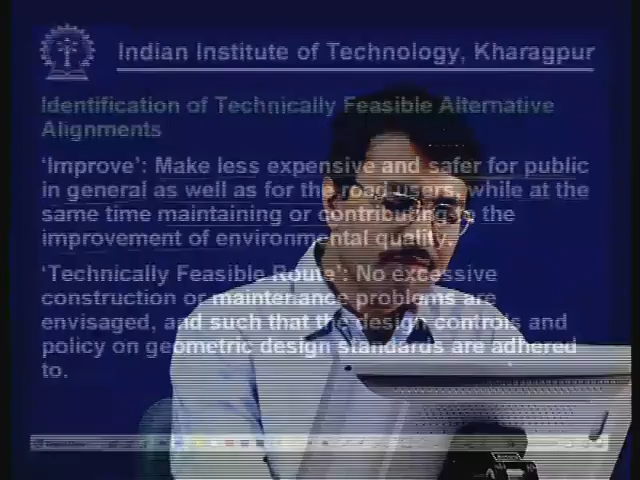 Indian Institute of Technology, Kharagpur
Identification of Technically Feasible Alternative
Alignments
'Improve': Make less expensive and safer for public
in general as well as for the road users, while at the
same time maintaining or contributing to the
improvement of environmental quality.
'Technically Feasible Route': No excessive
construction or maintenance problems are
envisaged, and such that the design controls and
policy on geometric design standards are adhered
to.